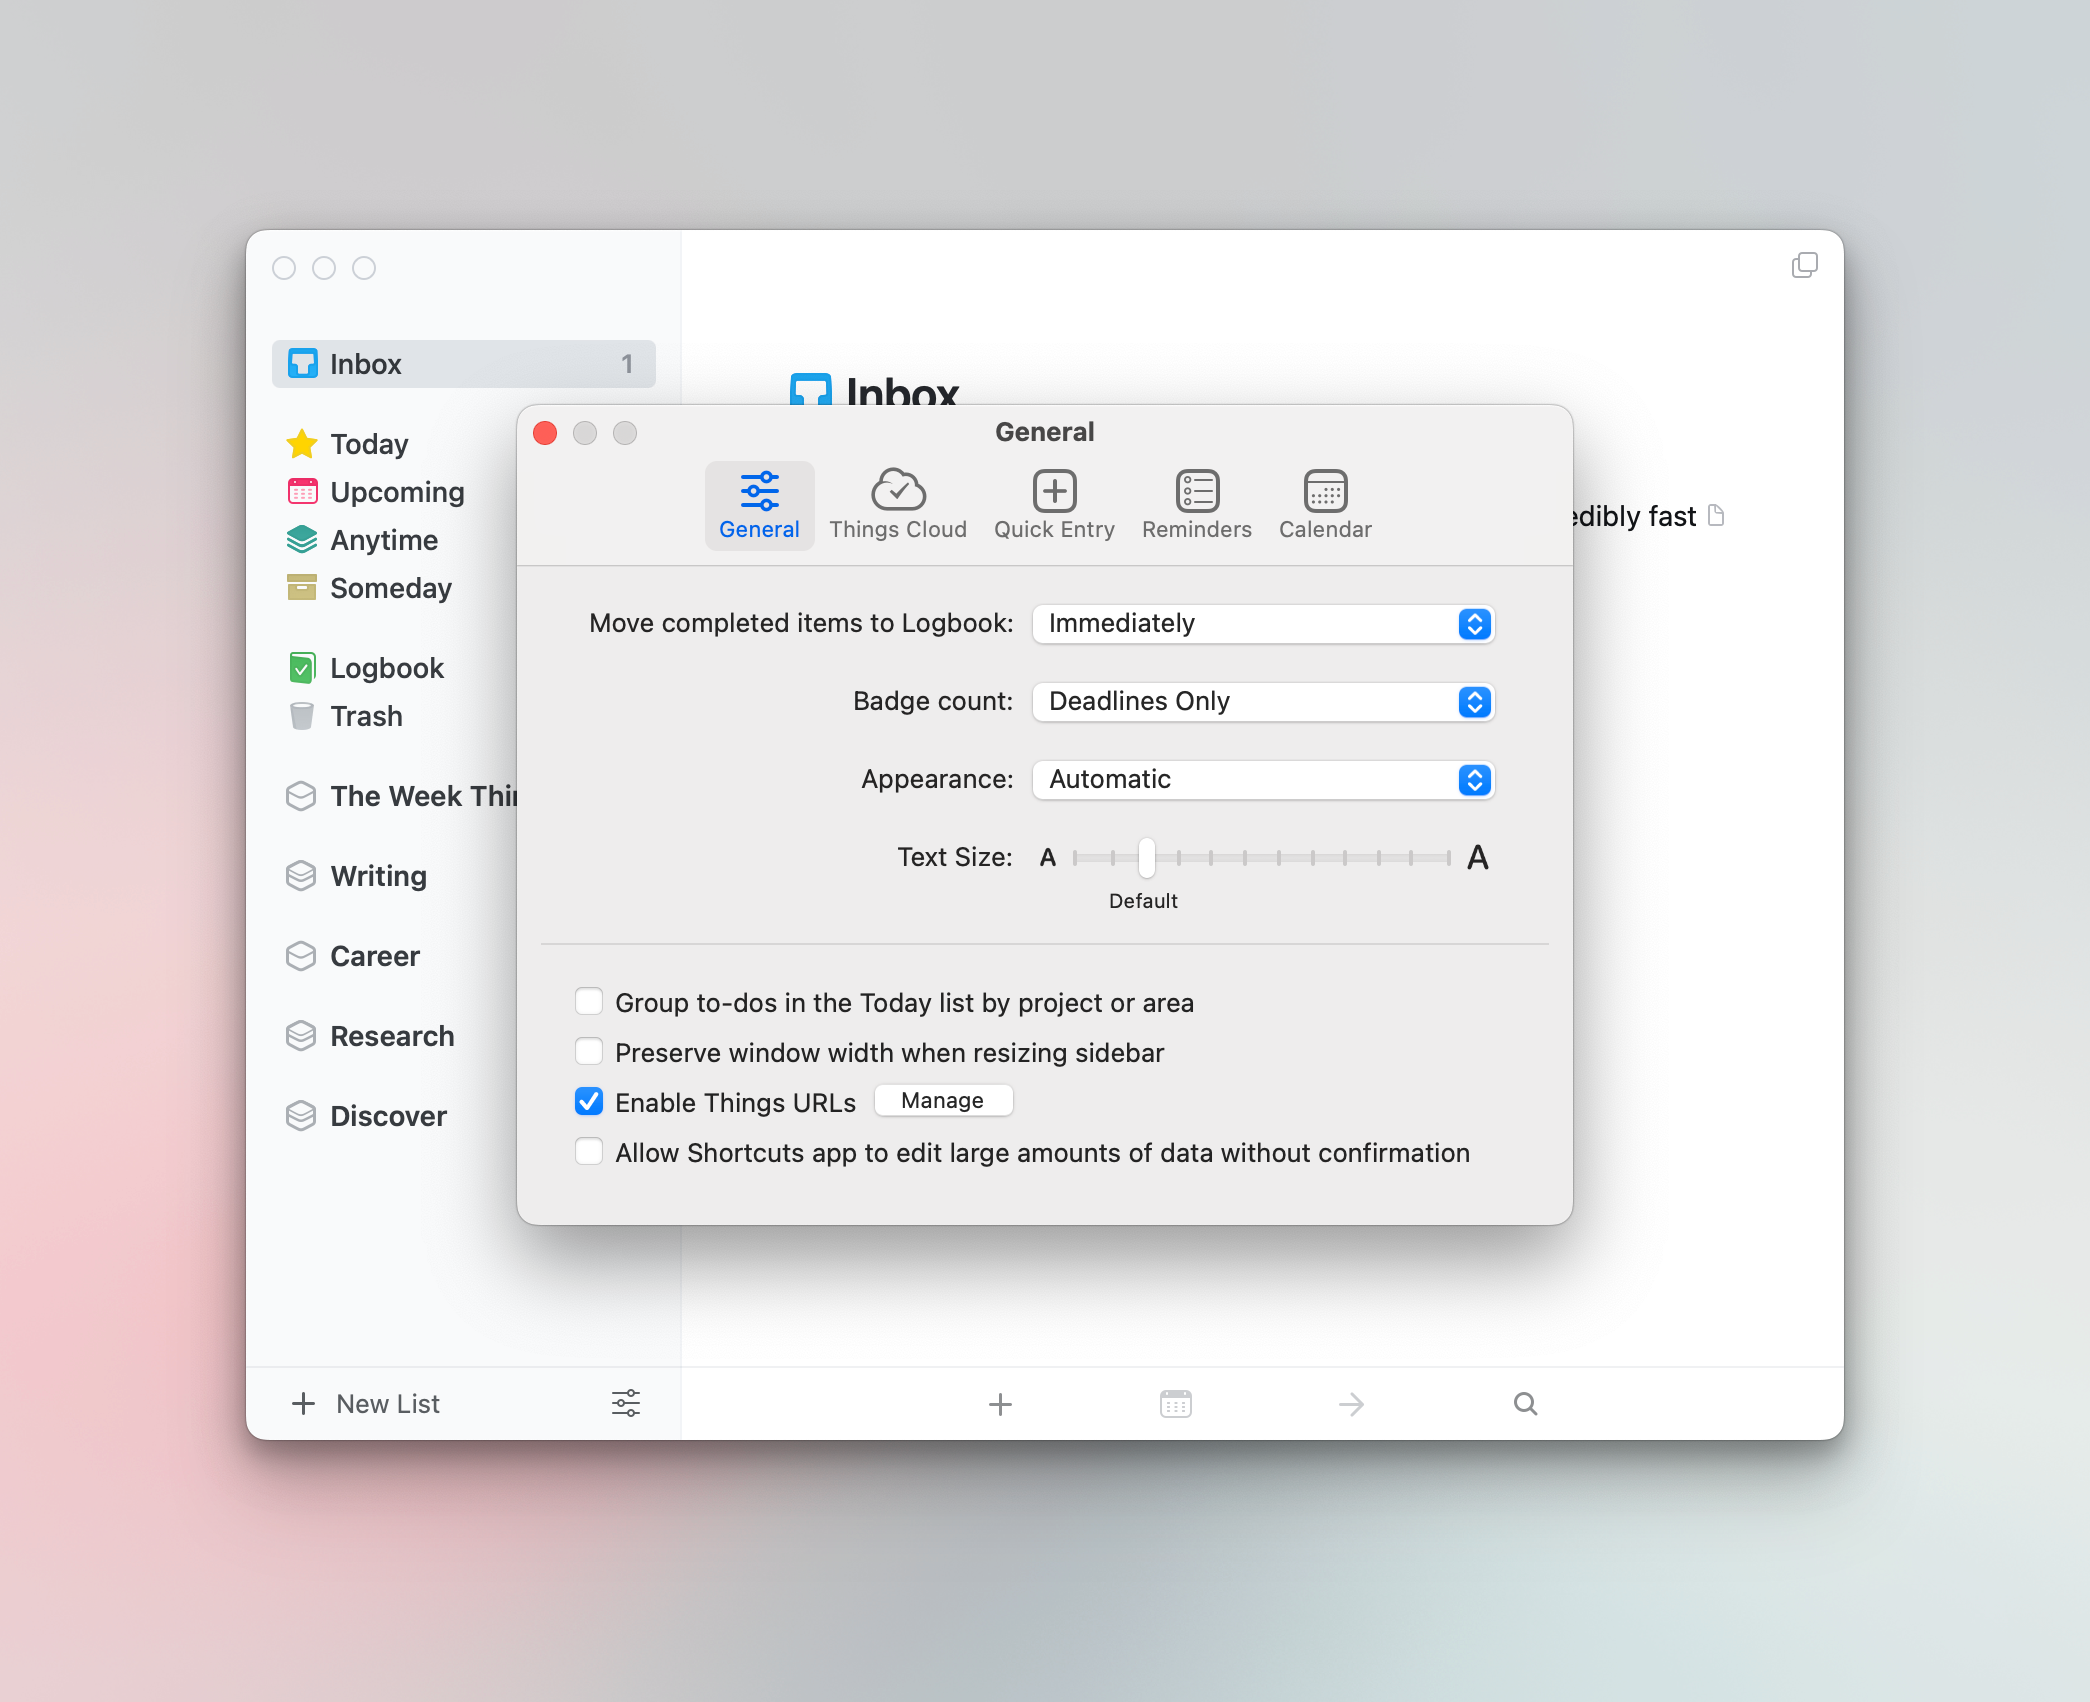 Inbox 1
Today
Upcoming
Anytime
Someday
Logbook
Trash
The Week
Writing
Career
Research
Discover
New List
Inbox
fast
General
General
Things Cloud
Quick Entry
Reminders
Calendar
Move completed items to Logbook: Immediately
Badge count: Deadlines Only
Appearance: Automatic
Text Size: A A
Default
Group to-dos in the Today list by project or area
Preserve window width when resizing sidebar
Enable Things URLs Manage
Allow Shortcuts app to edit large amounts of data without confirmation